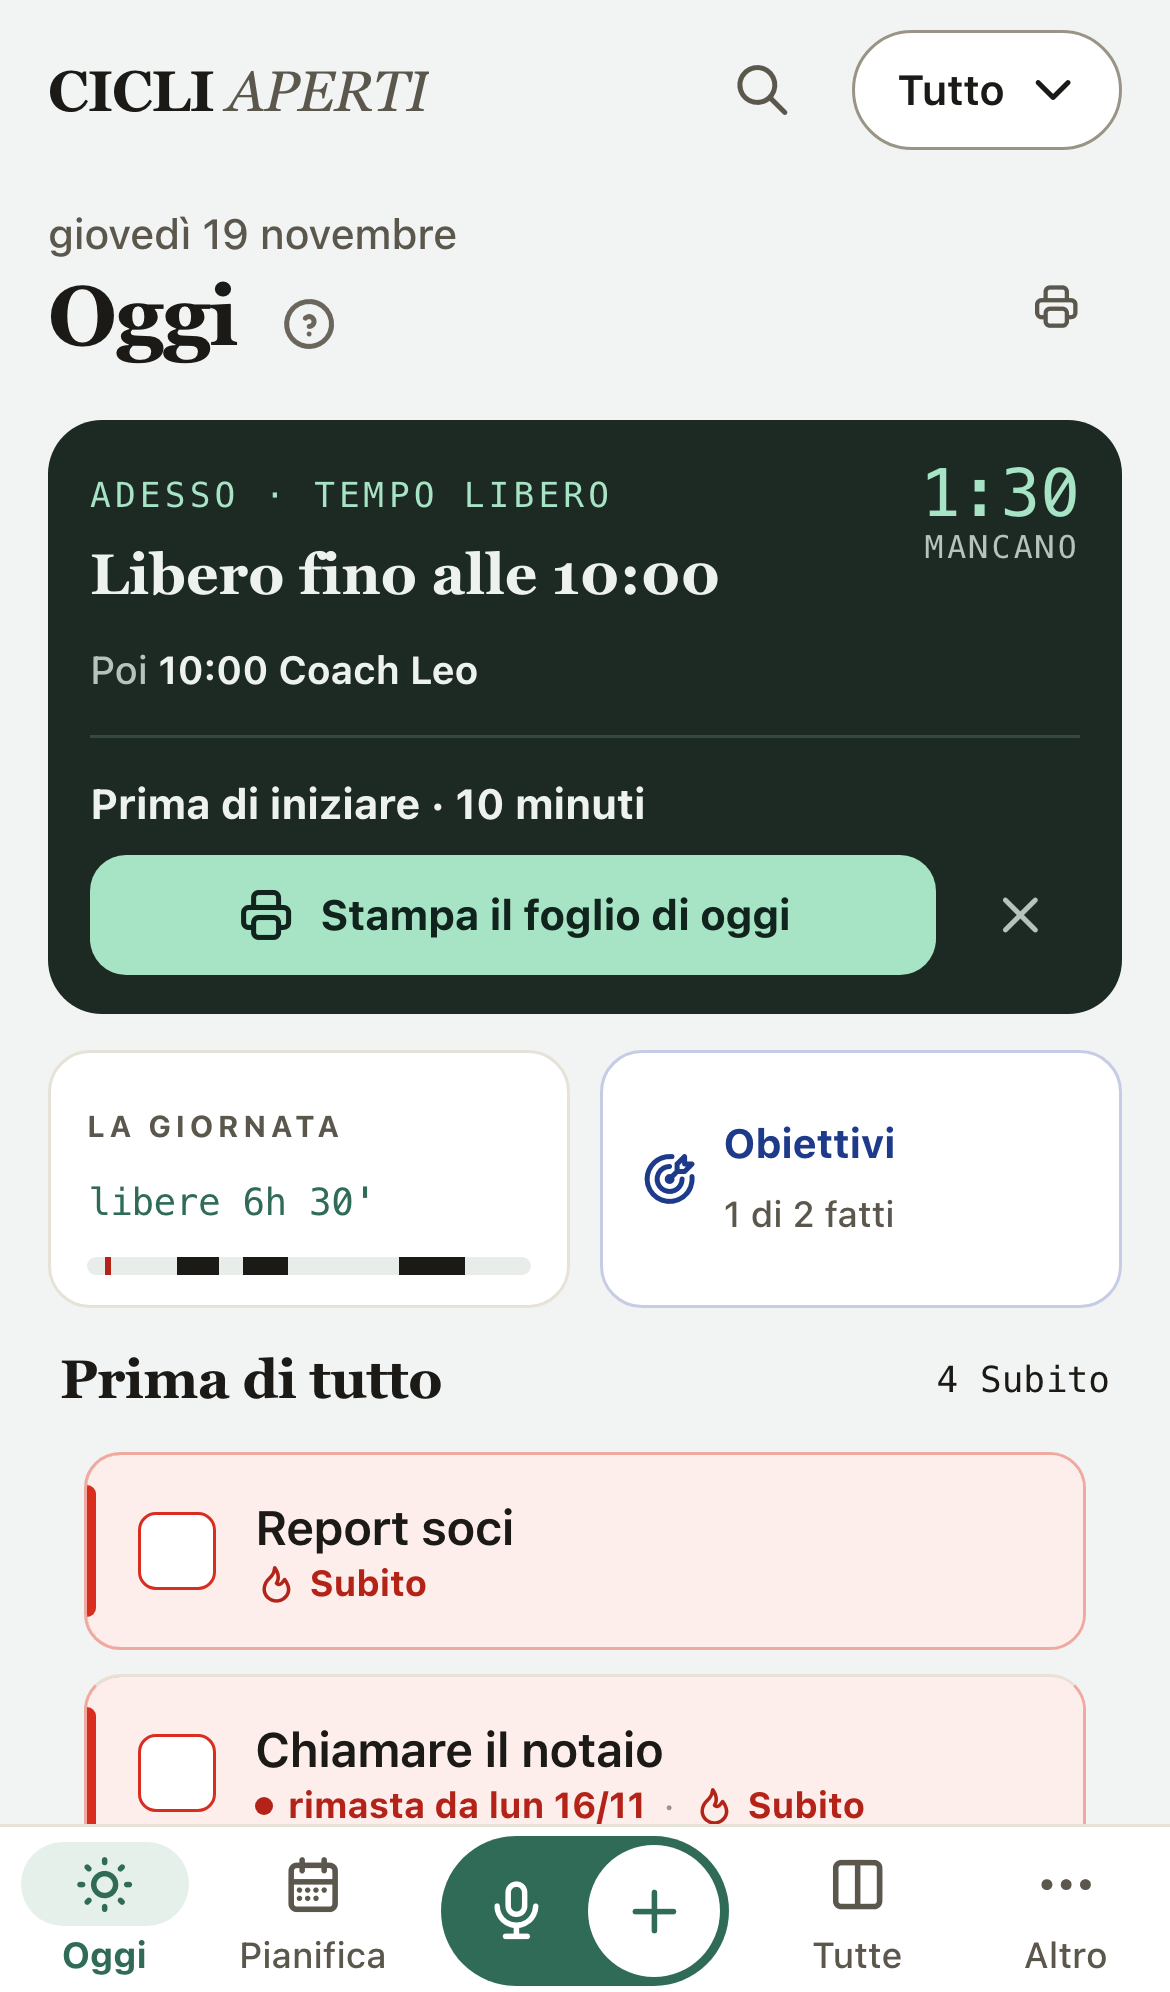 CICLI APERTI
Tutto
giovedì 19 novembre
Oggi
ADESSO · TEMPO LIBERO
1:30
MANCANO
Libero fino alle 10:00
Poi 10:00 Coach Leo
Prima di iniziare · 10 minuti
Stampa il foglio di oggi
LA GIORNATA
libere 6h 30'
Obiettivi
1 di 2 fatti
Prima di tutto
4 Subito
Report soci
Subito
Chiamare il notaio
rimasta da lun 16/11 · Subito
Oggi
Pianifica
Tutte
Altro